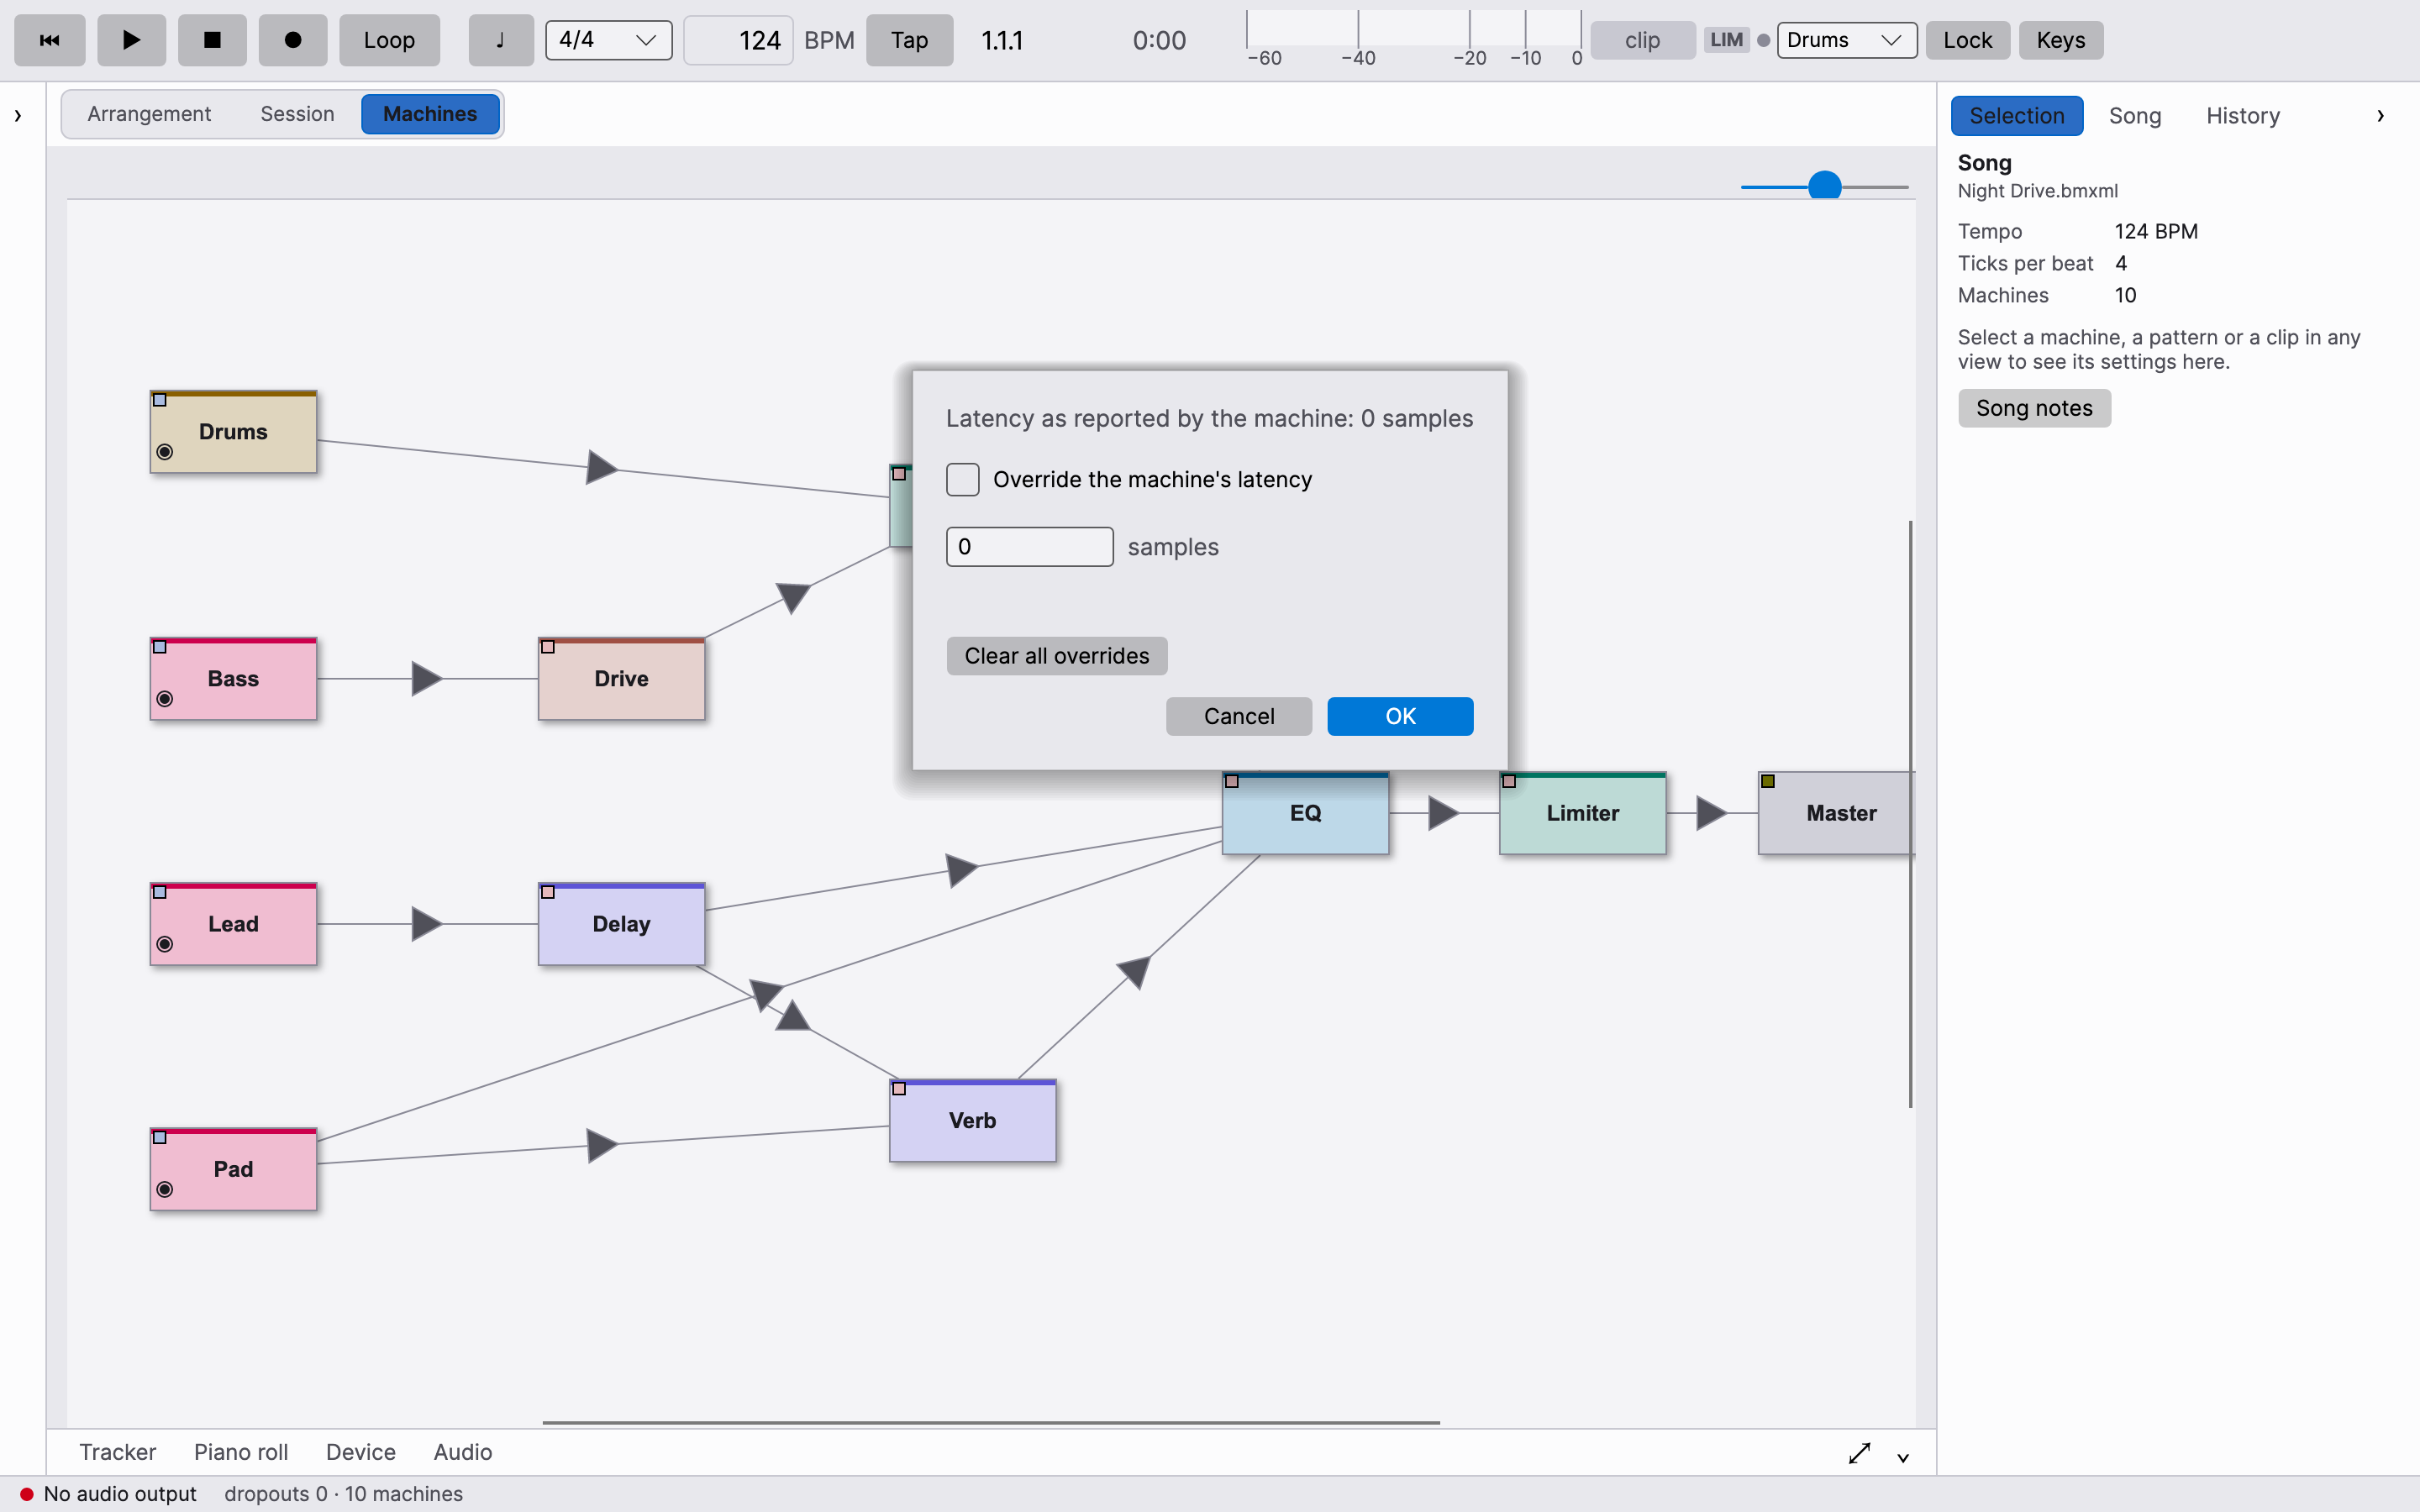 Loop
4/4
124 BPM
Tap
1.1.1
0:00
−60 −40 −20 −10 0
clip
LIM
Drums
Lock
Keys
Arrangement
Session
Machines
Selection
Song
History
Song
Night Drive.bmxml
Tempo 124 BPM
Ticks per beat 4
Machines 10
Select a machine, a pattern or a clip in any
view to see its settings here.
Song notes
Latency as reported by the machine: 0 samples
Override the machine's latency
0 samples
Clear all overrides
Cancel
OK
Drums
Bass
Drive
EQ
Limiter
Master
Lead
Delay
Verb
Pad
Tracker
Piano roll
Device
Audio
No audio output
dropouts 0 · 10 machines